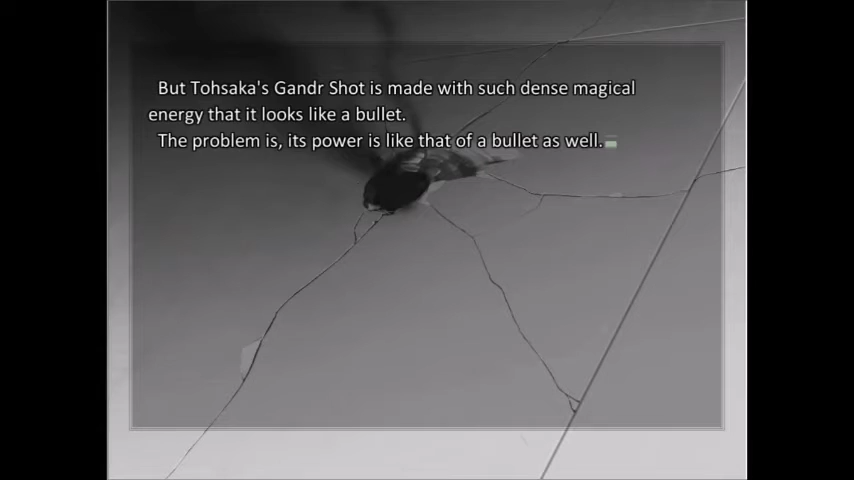 But Tohsaka's Gandr Shot is made with such dense magical
energy that it looks like a bullet.
The problem is, its power is like that of a bullet as well.